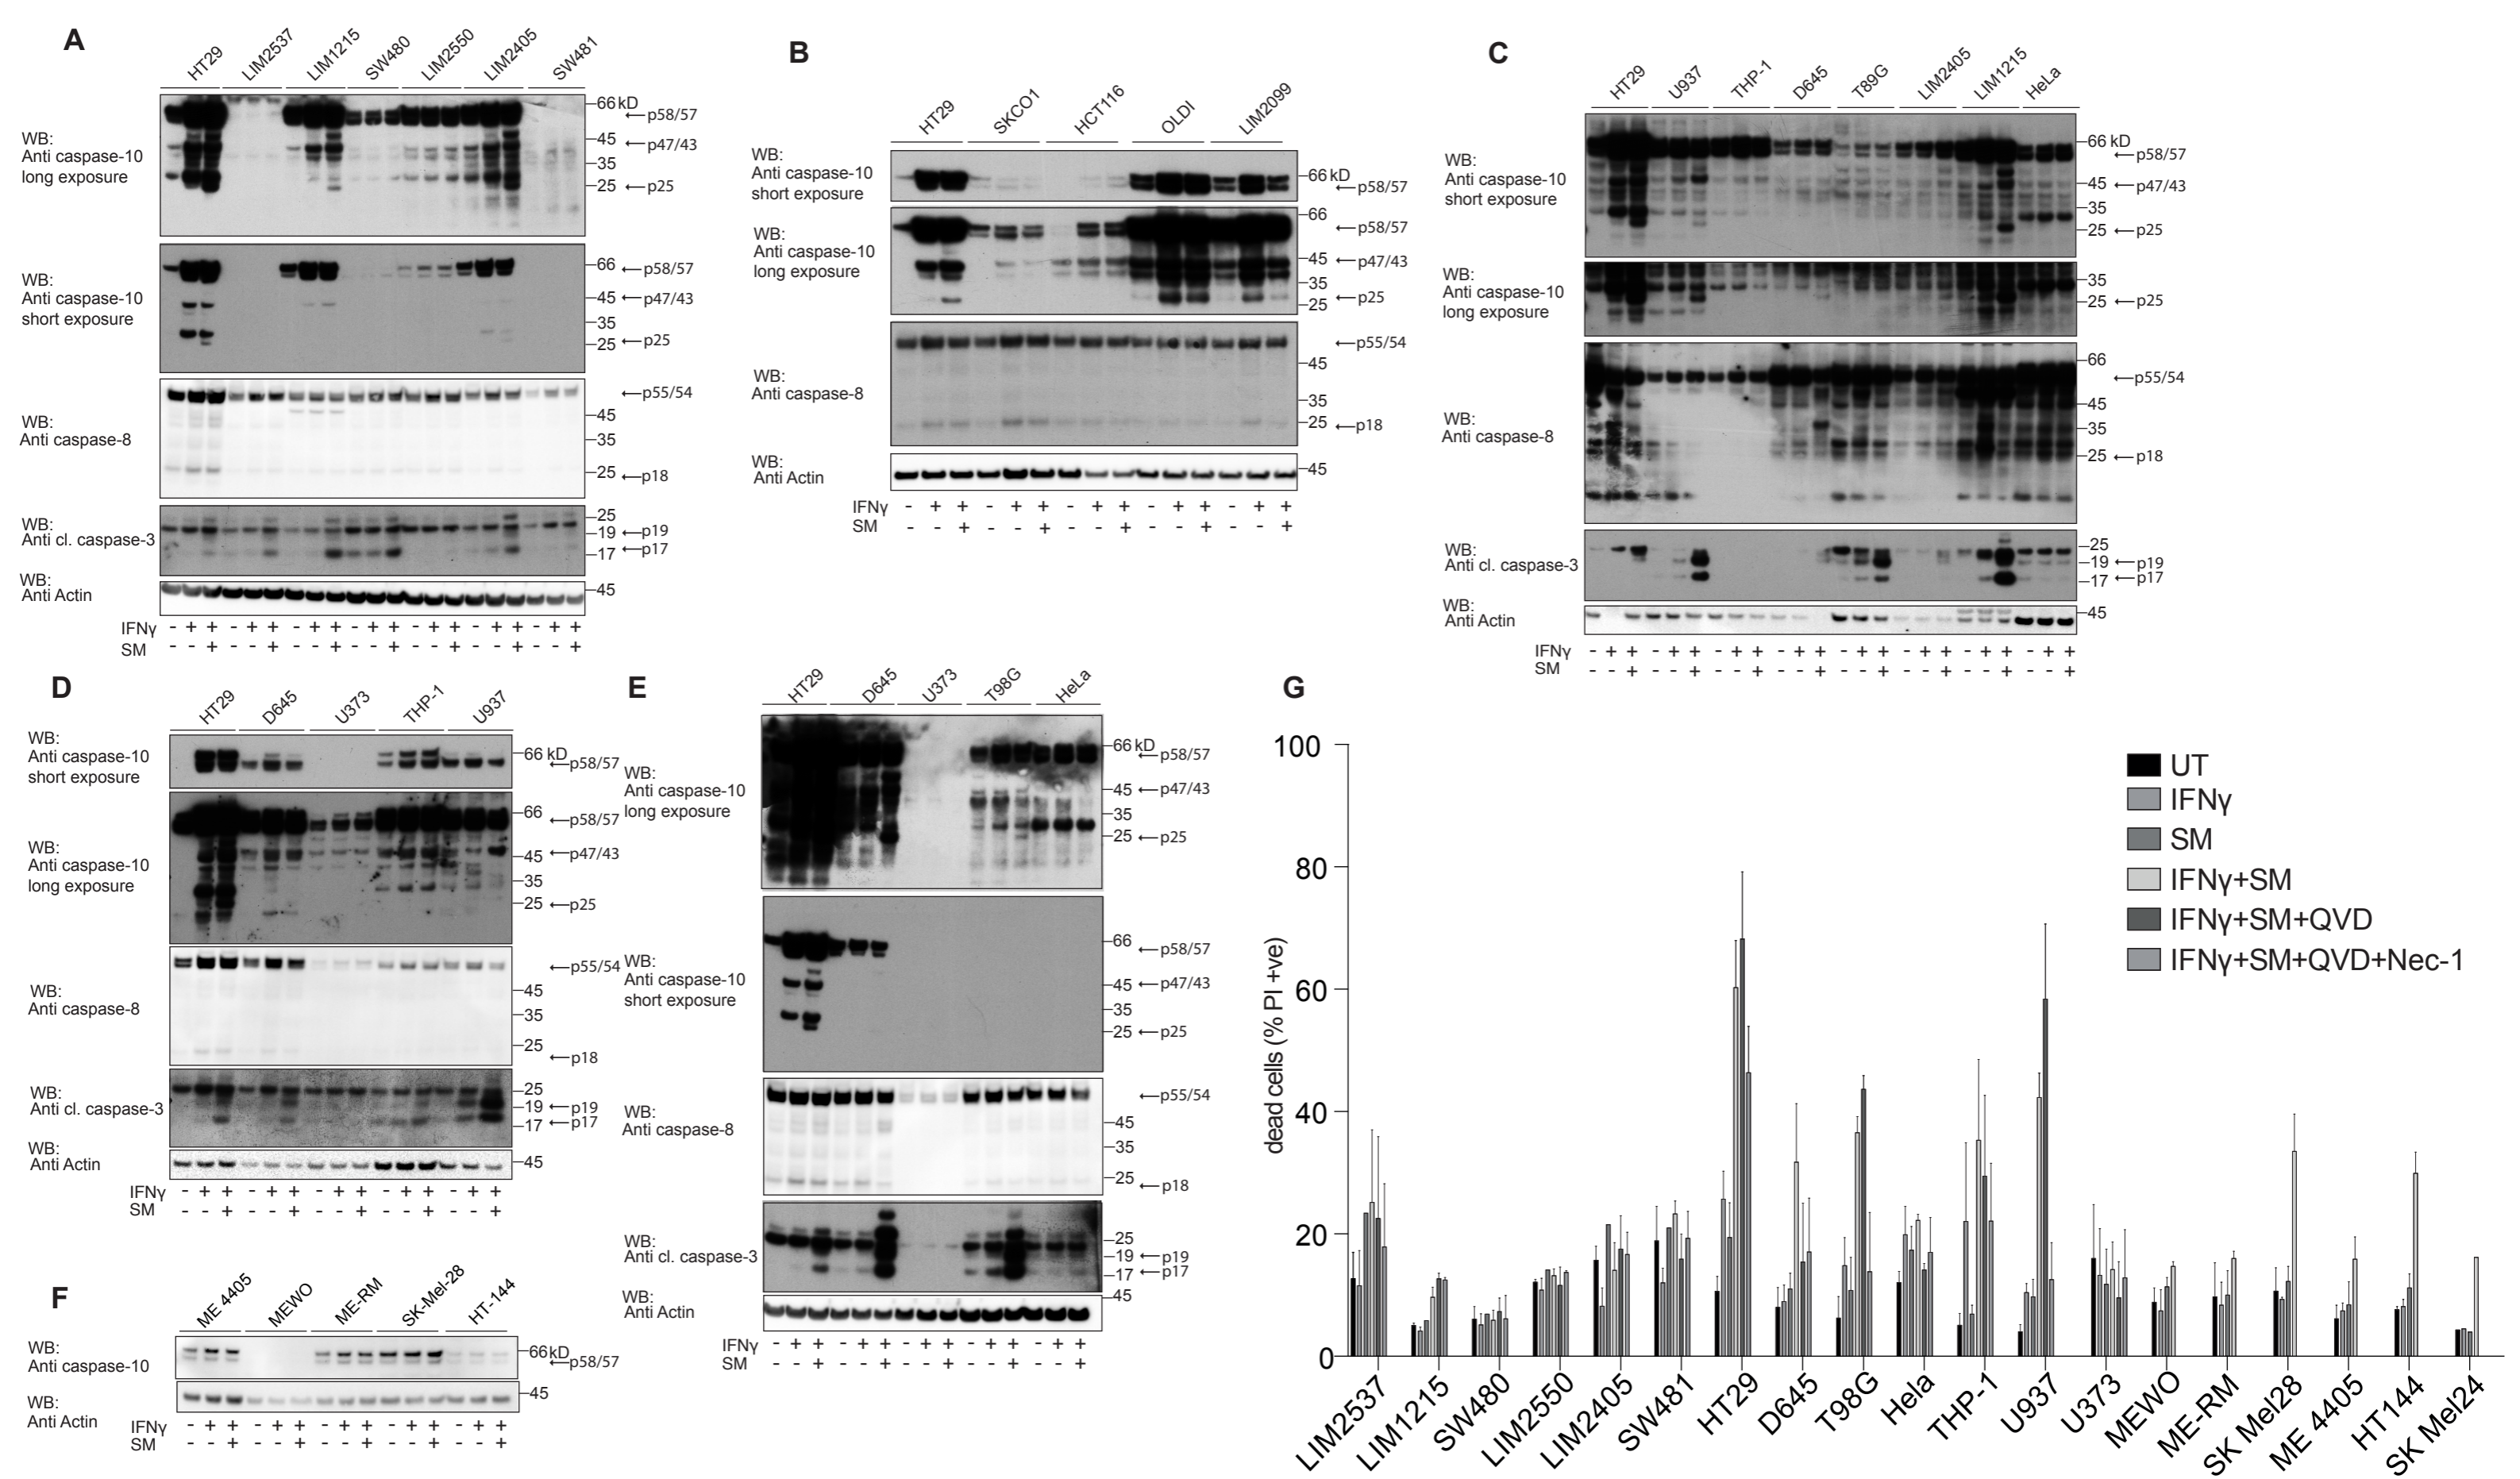 A
HT29 LIM2537 LIM1215 SW480 LIM2550 LIM2405 SW481
WB:
Anti caspase-10
long exposure
66 kD
←p58/57
45 ←p47/43
35
25 ←p25
WB:
Anti caspase-10
short exposure
66 ←p58/57
45 ←p47/43
35
25 ←p25
WB:
Anti caspase-8
←p55/54
45
35
25 ←p18
WB:
Anti cl. caspase-3
25
19 ←p19
17 ←p17
WB:
Anti Actin
45
IFNγ - + + - + + - + + - + + - + + - + + - + +
SM - - + - - + - - + - - + - - + - - + - - +
B
HT29 SKCO1 HCT116 OLDI LIM2099
WB:
Anti caspase-10
short exposure
66 kD
←p58/57
WB:
Anti caspase-10
long exposure
66
←p58/57
45 ←p47/43
35
25 ←p25
WB:
Anti caspase-8
←p55/54
45
35
25 ←p18
WB:
Anti Actin
45
IFNγ - + + - + + - + + - + + - + +
SM - - + - - + - - + - - + - - +
C
HT29 U937 THP-1 D645 T89G LIM2405 LIM1215 HeLa
WB:
Anti caspase-10
short exposure
66 kD
←p58/57
45 ←p47/43
35
25 ←p25
WB:
Anti caspase-10
long exposure
35
25 ←p25
WB:
Anti caspase-8
66
←p55/54
45
35
25 ←p18
WB:
Anti cl. caspase-3
25
19 ←p19
17 ←p17
WB:
Anti Actin
45
IFNγ - + + - + + - + + - + + - + + - + + - + + - + +
SM - - + - - + - - + - - + - - + - - + - - + - - +
D
HT29 D645 U373 THP-1 U937
WB:
Anti caspase-10
short exposure
66 kD
←p58/57
WB:
Anti caspase-10
long exposure
66
←p58/57
45 ←p47/43
35
25 ←p25
WB:
Anti caspase-8
←p55/54
45
35
25
←p18
WB:
Anti cl. caspase-3
25
19 ←p19
17 ←p17
WB:
Anti Actin
45
IFNγ - + + - + + - + + - + + - + +
SM - - + - - + - - + - - + - - +
E
HT29 D645 U373 T98G HeLa
WB:
Anti caspase-10
long exposure
66 kD
←p58/57
45 ←p47/43
35
25 ←p25
WB:
Anti caspase-10
short exposure
66
←p58/57
45 ←p47/43
35
25 ←p25
WB:
Anti caspase-8
←p55/54
45
35
25
←p18
WB:
Anti cl. caspase-3
25
19 ←p19
17 ←p17
WB:
Anti Actin
45
IFNγ - + + - + + - + + - + + - + +
SM - - + - - + - - + - - + - - +
F
ME 4405 MEWO ME-RM SK-Mel-28 HT-144
WB:
Anti caspase-10
66 kD
←p58/57
WB:
Anti Actin
45
IFNγ - + + - + + - + + - + + - + +
SM - - + - - + - - + - - + - - +
G
dead cells (% PI +ve)
100
80
60
40
20
0
UT
IFNγ
SM
IFNγ+SM
IFNγ+SM+QVD
IFNγ+SM+QVD+Nec-1
LIM2537 LIM1215 SW480 LIM2550 LIM2405 SW481 HT29 D645 T98G Hela THP-1 U937 U373 MEWO ME-RM SK Mel28 ME 4405 HT144 SK Mel24